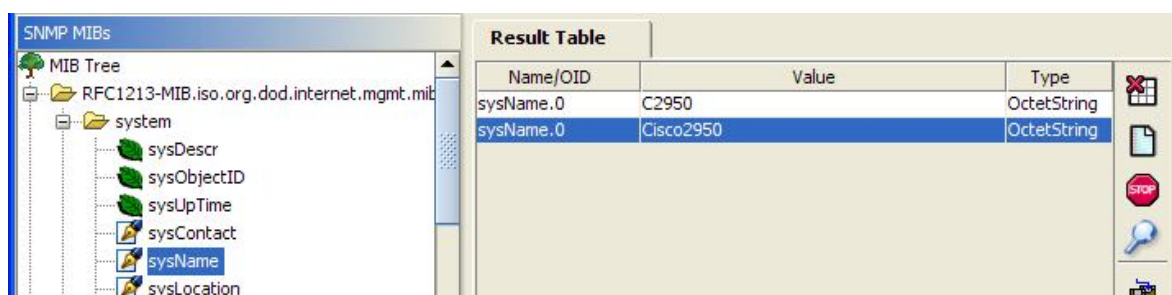 SNMP MIBs
MIB Tree
RFC1213-MIB.iso.org.dod.internet.mgmt.mib
system
sysDescr
sysObjectID
sysUpTime
sysContact
sysName
sysLocation
Result Table
Name/OID Value Type
sysName.0 C2950 OctetString
sysName.0 Cisco2950 OctetString
STOP